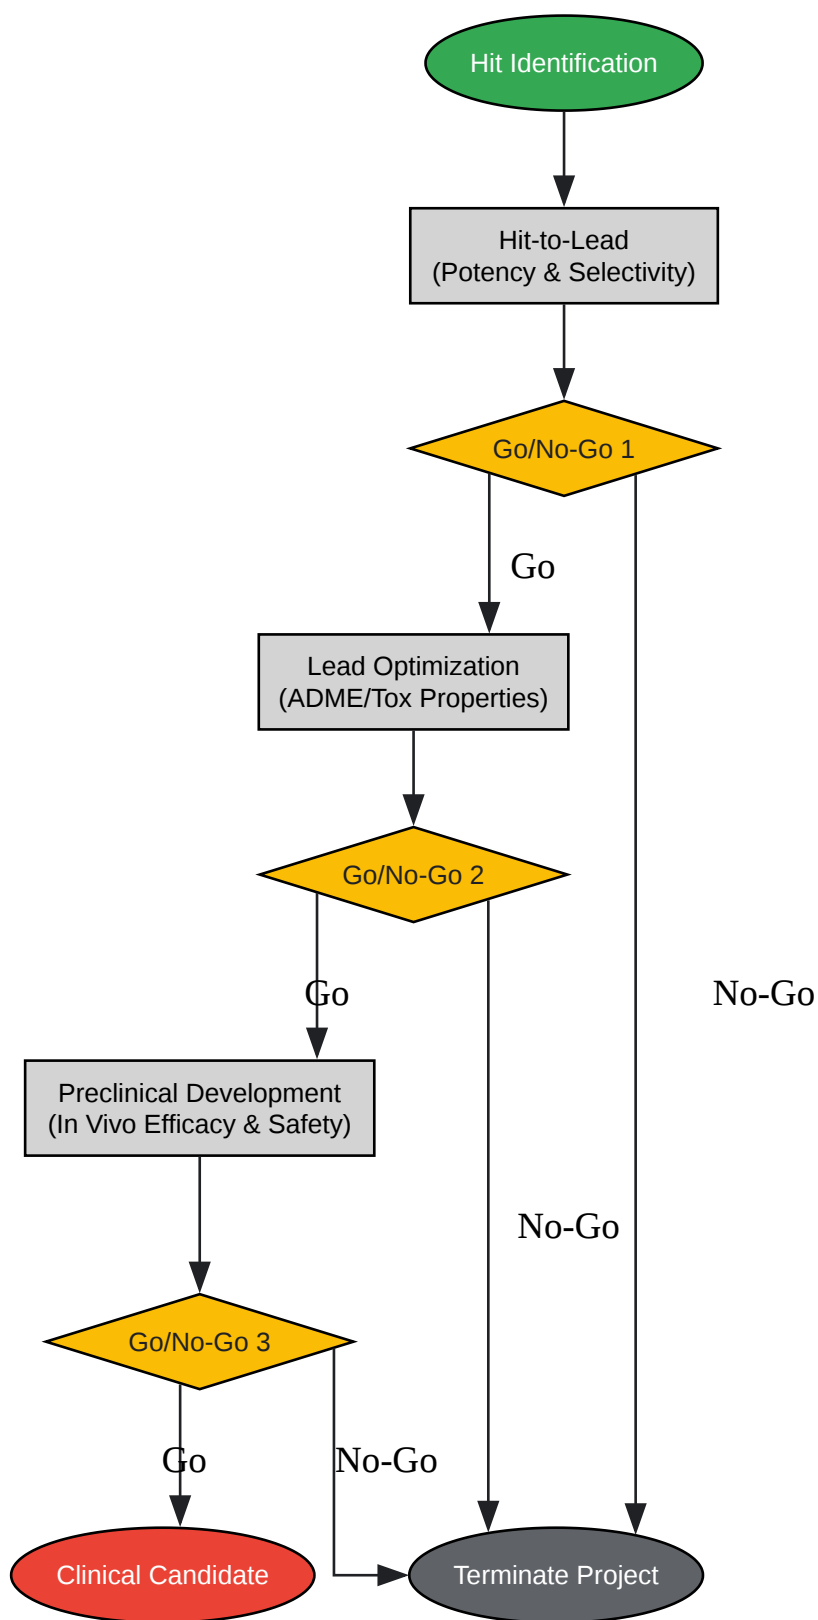 Hit Identification
Hit-to-Lead
(Potency & Selectivity)
Go/No-Go 1
Go
Lead Optimization
(ADME/Tox Properties)
Go/No-Go 2
Go
No-Go
Preclinical Development
(In Vivo Efficacy & Safety)
No-Go
Go/No-Go 3
Go
No-Go
Clinical Candidate
Terminate Project